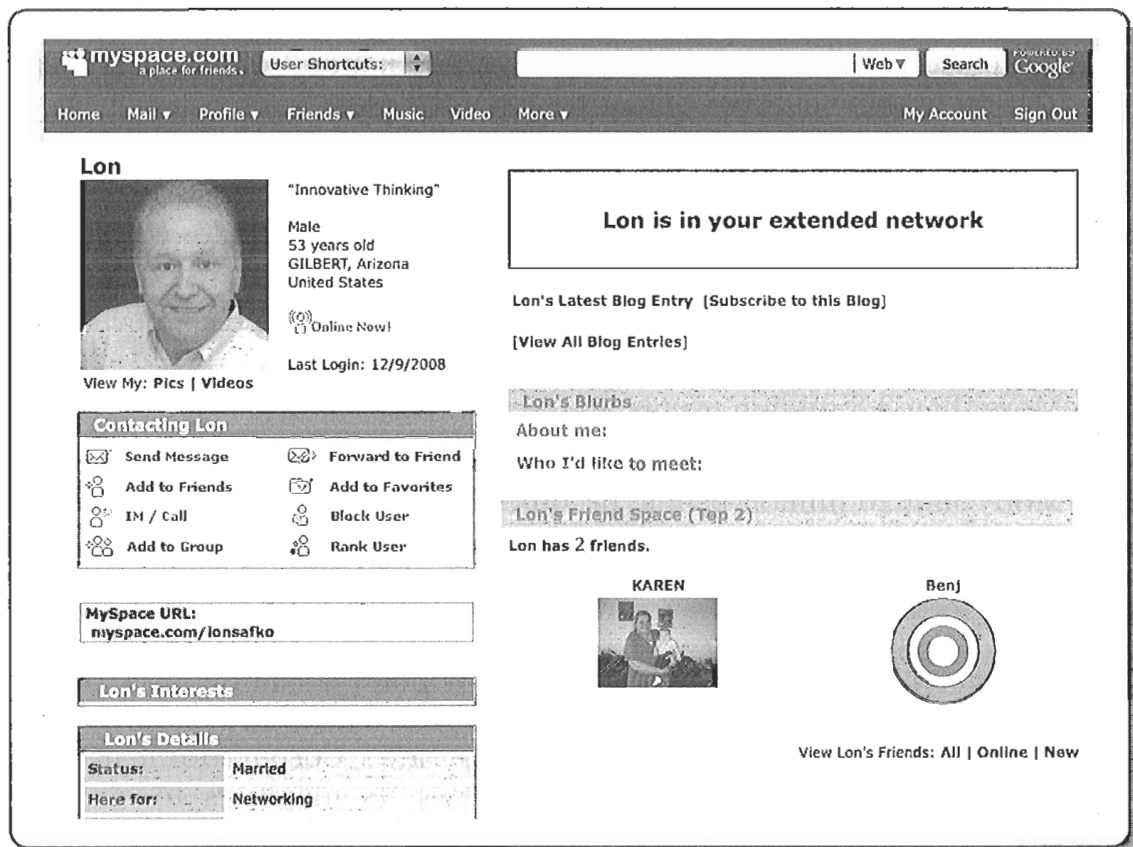 myspace.com
a place for friends.
User Shortcuts:
Web
Search
POWERED BY
Google
Home Mail Profile Friends Music Video More My Account Sign Out
Lon
"Innovative Thinking"
Male
53 years old
GILBERT, Arizona
United States
Online Now!
Last Login: 12/9/2008
View My: Pics | Videos
Contacting Lon
Send Message Forward to Friend
Add to Friends Add to Favorites
IM / Call Block User
Add to Group Rank User
MySpace URL:
myspace.com/lonsafko
Lon's Interests
Lon's Details
Status: Married
Here for: Networking
Lon is in your extended network
Lon's Latest Blog Entry [Subscribe to this Blog]
[View All Blog Entries]
Lon's Blurbs
About me:
Who I'd like to meet:
Lon's Friend Space (Top 2)
Lon has 2 friends.
KAREN Benj
View Lon's Friends: All | Online | New